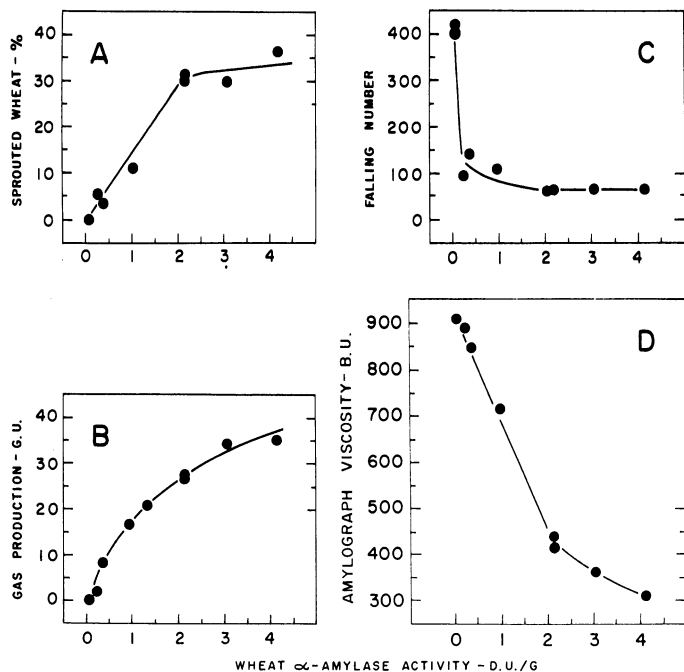 SPROUTED WHEAT - %
40
30
20
10
0
A
0 1 2 3 4
FALLING NUMBER
400
300
200
100
0
C
0 1 2 3 4
GAS PRODUCTION - G.U.
40
30
20
10
0
B
0 1 2 3 4
AMYLOGRAPH VISCOSITY - B.U.
900
800
700
600
500
400
300
D
0 1 2 3 4
WHEAT ∝-AMYLASE ACTIVITY - D.U./G